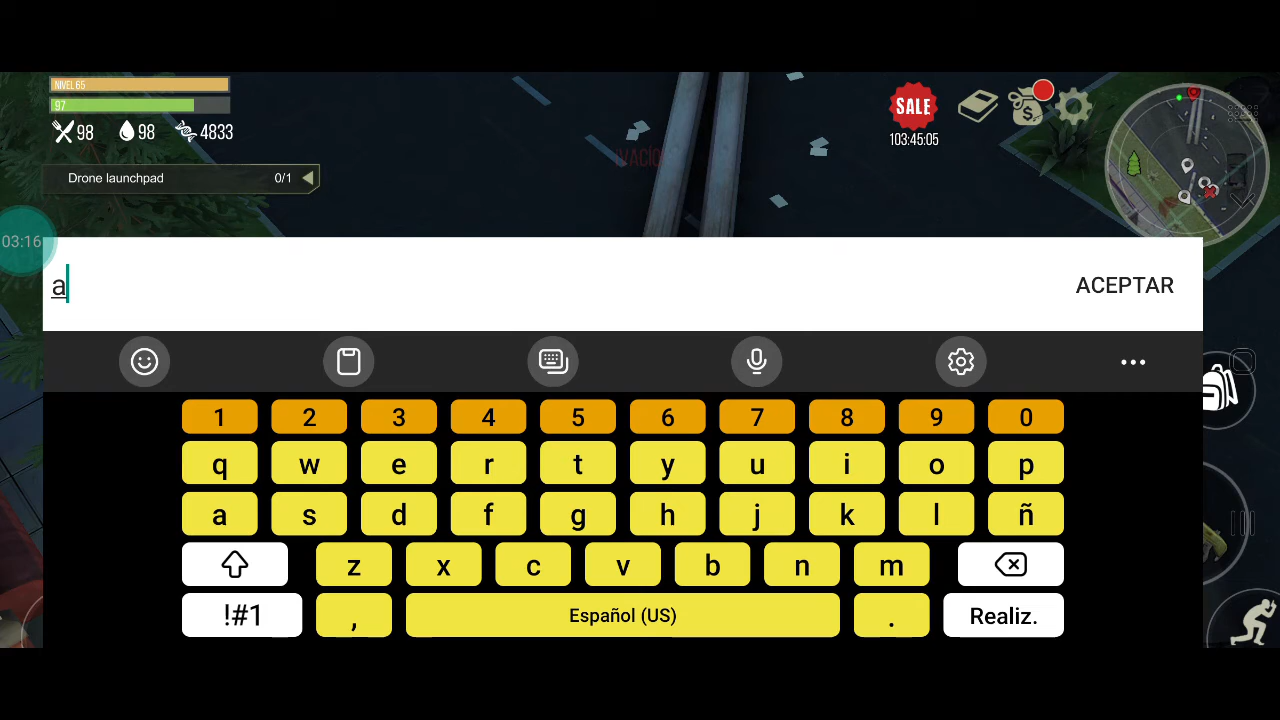 NIVEL 65
97
98 98 4833
SALE
103:45:05
Drone launchpad 0/1
VACÍO
03:16
a
ACEPTAR
1 2 3 4 5 6 7 8 9 0
q w e r t y u i o p
a s d f g h j k l ñ
z x c v b n m
!#1 , Español (US) . Realiz.